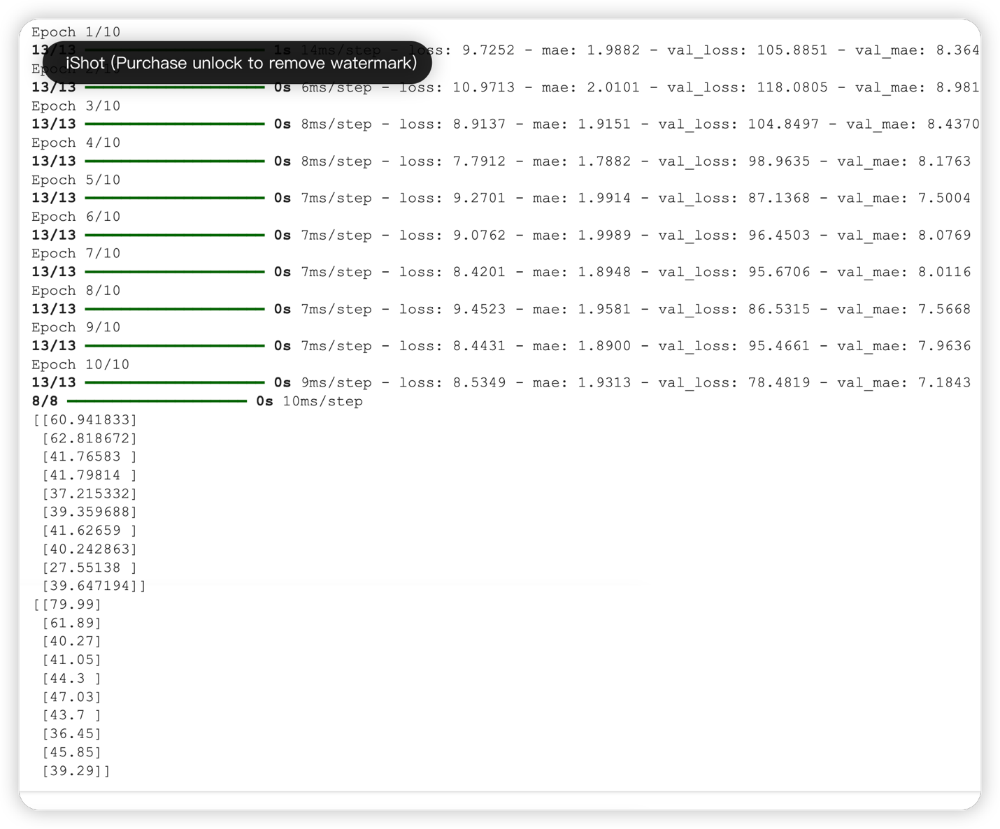 Epoch 1/10
13/13 1s 14ms/step - loss: 9.7252 - mae: 1.9882 - val_loss: 105.8851 - val_mae: 8.364
iShot (Purchase unlock to remove watermark)
Epoch 2/10
13/13 0s 6ms/step - loss: 10.9713 - mae: 2.0101 - val_loss: 118.0805 - val_mae: 8.981
Epoch 3/10
13/13 0s 8ms/step - loss: 8.9137 - mae: 1.9151 - val_loss: 104.8497 - val_mae: 8.4370
Epoch 4/10
13/13 0s 8ms/step - loss: 7.7912 - mae: 1.7882 - val_loss: 98.9635 - val_mae: 8.1763
Epoch 5/10
13/13 0s 7ms/step - loss: 9.2701 - mae: 1.9914 - val_loss: 87.1368 - val_mae: 7.5004
Epoch 6/10
13/13 0s 7ms/step - loss: 9.0762 - mae: 1.9989 - val_loss: 96.4503 - val_mae: 8.0769
Epoch 7/10
13/13 0s 7ms/step - loss: 8.4201 - mae: 1.8948 - val_loss: 95.6706 - val_mae: 8.0116
Epoch 8/10
13/13 0s 7ms/step - loss: 9.4523 - mae: 1.9581 - val_loss: 86.5315 - val_mae: 7.5668
Epoch 9/10
13/13 0s 7ms/step - loss: 8.4431 - mae: 1.8900 - val_loss: 95.4661 - val_mae: 7.9636
Epoch 10/10
13/13 0s 9ms/step - loss: 8.5349 - mae: 1.9313 - val_loss: 78.4819 - val_mae: 7.1843
8/8 0s 10ms/step
[[60.941833]
[62.818672]
[41.76583 ]
[41.79814 ]
[37.215332]
[39.359688]
[41.62659 ]
[40.242863]
[27.55138 ]
[39.647194]]
[[79.99]
[61.89]
[40.27]
[41.05]
[44.3 ]
[47.03]
[43.7 ]
[36.45]
[45.85]
[39.29]]